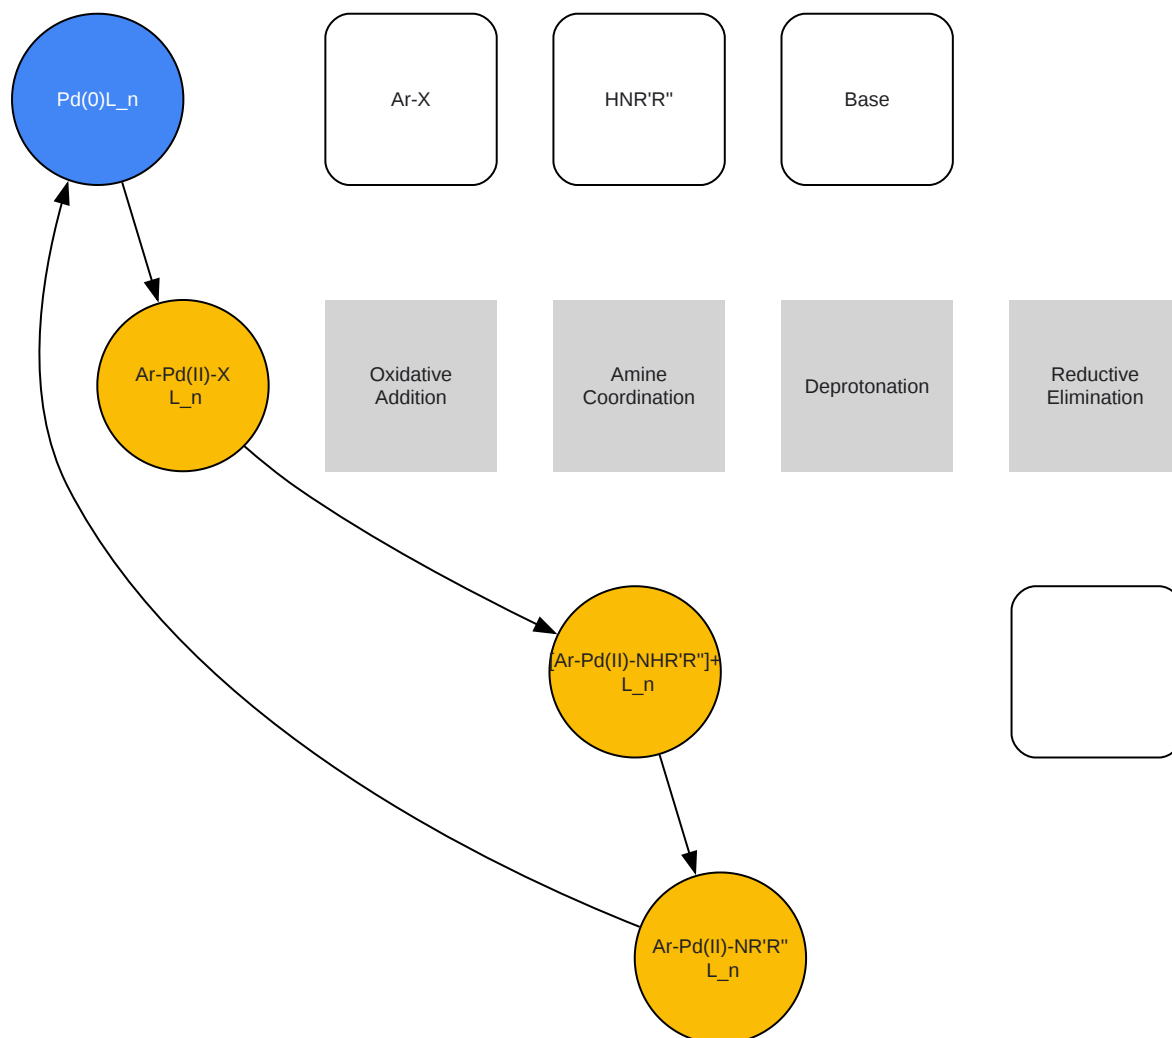 Pd(0)L_n
Ar-X
HNR'R"
Base
Ar-Pd(II)-X
L_n
Oxidative
Addition
Amine
Coordination
Deprotonation
Reductive
Elimination
[Ar-Pd(II)-NHR'R"]+
L_n
Ar-Pd(II)-NR'R"
L_n